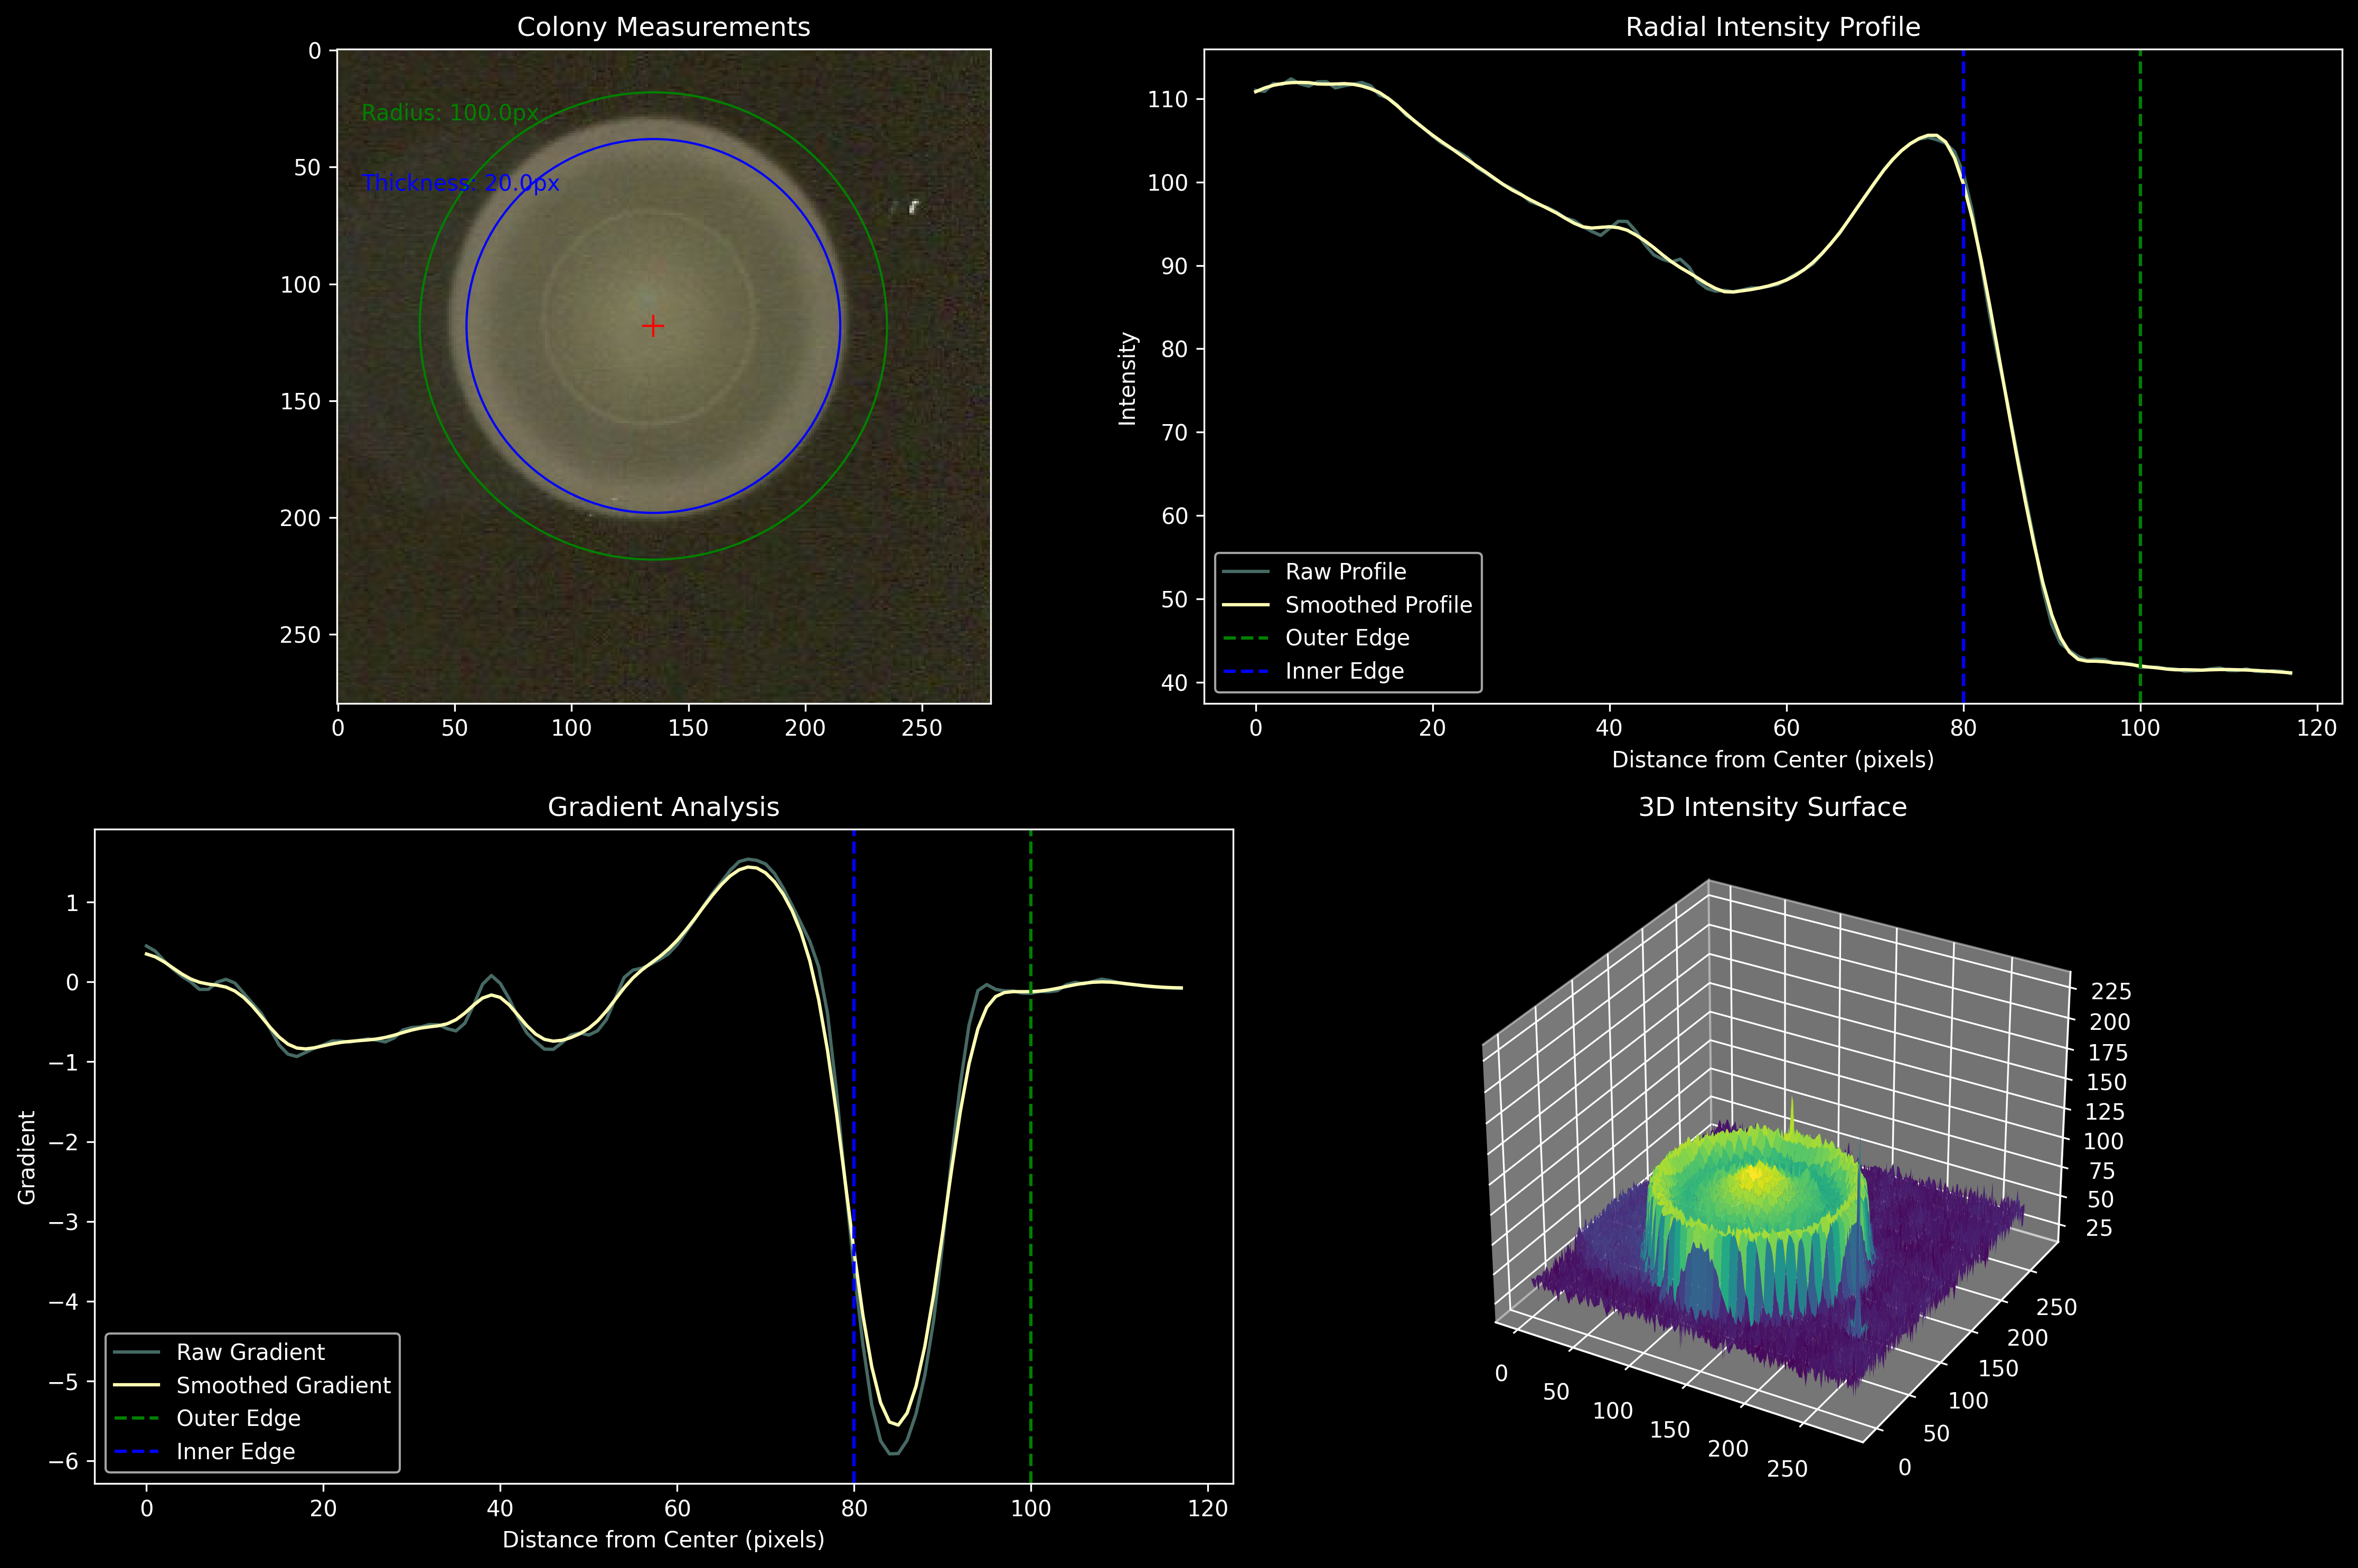 Colony Measurements
0
50
100
150
200
250
0 50 100 150 200 250
Radius: 100.0px
Thickness: 20.0px
Radial Intensity Profile
Intensity
110
100
90
80
70
60
50
40
Raw Profile
Smoothed Profile
Outer Edge
Inner Edge
0 20 40 60 80 100 120
Distance from Center (pixels)
Gradient Analysis
Gradient
1
0
−1
−2
−3
−4
−5
−6
Raw Gradient
Smoothed Gradient
Outer Edge
Inner Edge
0 20 40 60 80 100 120
Distance from Center (pixels)
3D Intensity Surface
225
200
175
150
125
100
75
50
25
0
50
100
150
200
250
250
200
150
100
50
0